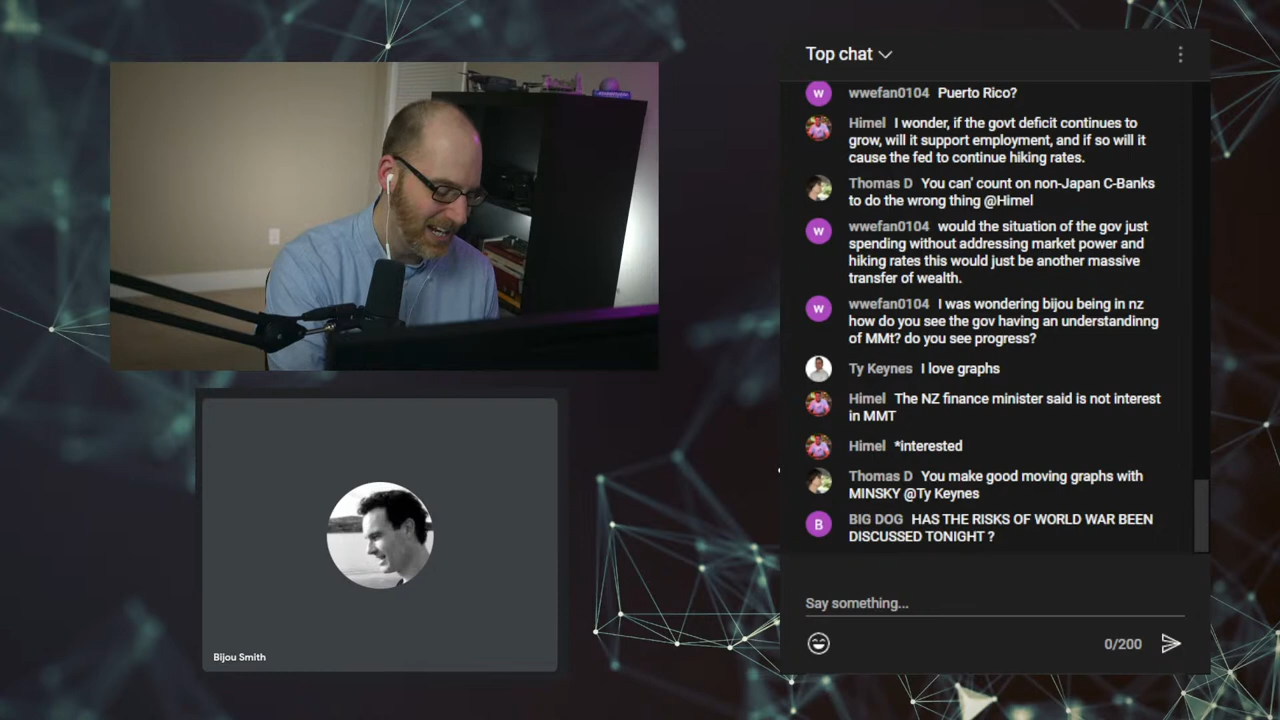 Top chat
wwefan0104 Puerto Rico?
Himel I wonder, if the govt deficit continues to
grow, will it support employment, and if so will it
cause the fed to continue hiking rates.
Thomas D You can' count on non-Japan C-Banks
to do the wrong thing @Himel
wwefan0104 would the situation of the gov just
spending without addressing market power and
hiking rates this would just be another massive
transfer of wealth.
wwefan0104 I was wondering bijou being in nz
how do you see the gov having an understandinng
of MMt? do you see progress?
Ty Keynes I love graphs
Himel The NZ finance minister said is not interest
in MMT
Himel *interested
Thomas D You make good moving graphs with
MINSKY @Ty Keynes
B BIG DOG HAS THE RISKS OF WORLD WAR BEEN
DISCUSSED TONIGHT ?
Say something...
0/200
Bijou Smith